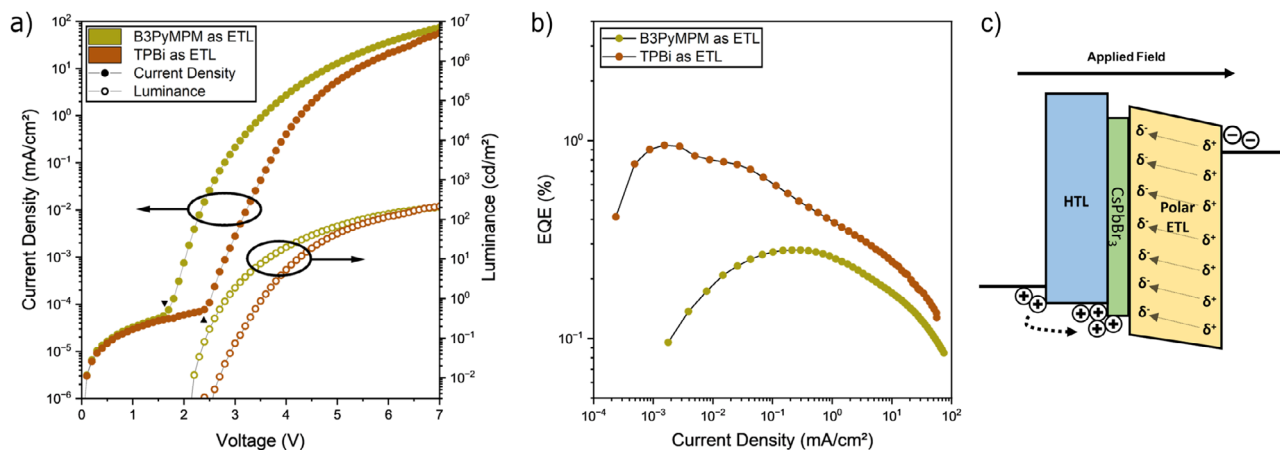 a)
Current Density (mA/cm²)
10²
10¹
10⁰
10⁻¹
10⁻²
10⁻³
10⁻⁴
10⁻⁵
10⁻⁶
B3PyMPM as ETL
TPBi as ETL
Current Density
Luminance
10⁷
10⁶
10⁵
10⁴
10³
10²
10¹
10⁰
10⁻¹
10⁻²
Luminance (cd/m²)
0 1 2 3 4 5 6 7
Voltage (V)
b)
EQE (%)
10⁰
10⁻¹
B3PyMPM as ETL
TPBi as ETL
10⁻⁴ 10⁻³ 10⁻² 10⁻¹ 10⁰ 10¹ 10²
Current Density (mA/cm²)
c)
Applied Field
HTL
CsPbBr₃
Polar
ETL
δ⁻ δ⁺
δ⁻ δ⁺
δ⁻ δ⁺
δ⁻ δ⁺
δ⁻ δ⁺
δ⁻ δ⁺
δ⁻ δ⁺
− −
+ + + + + + +